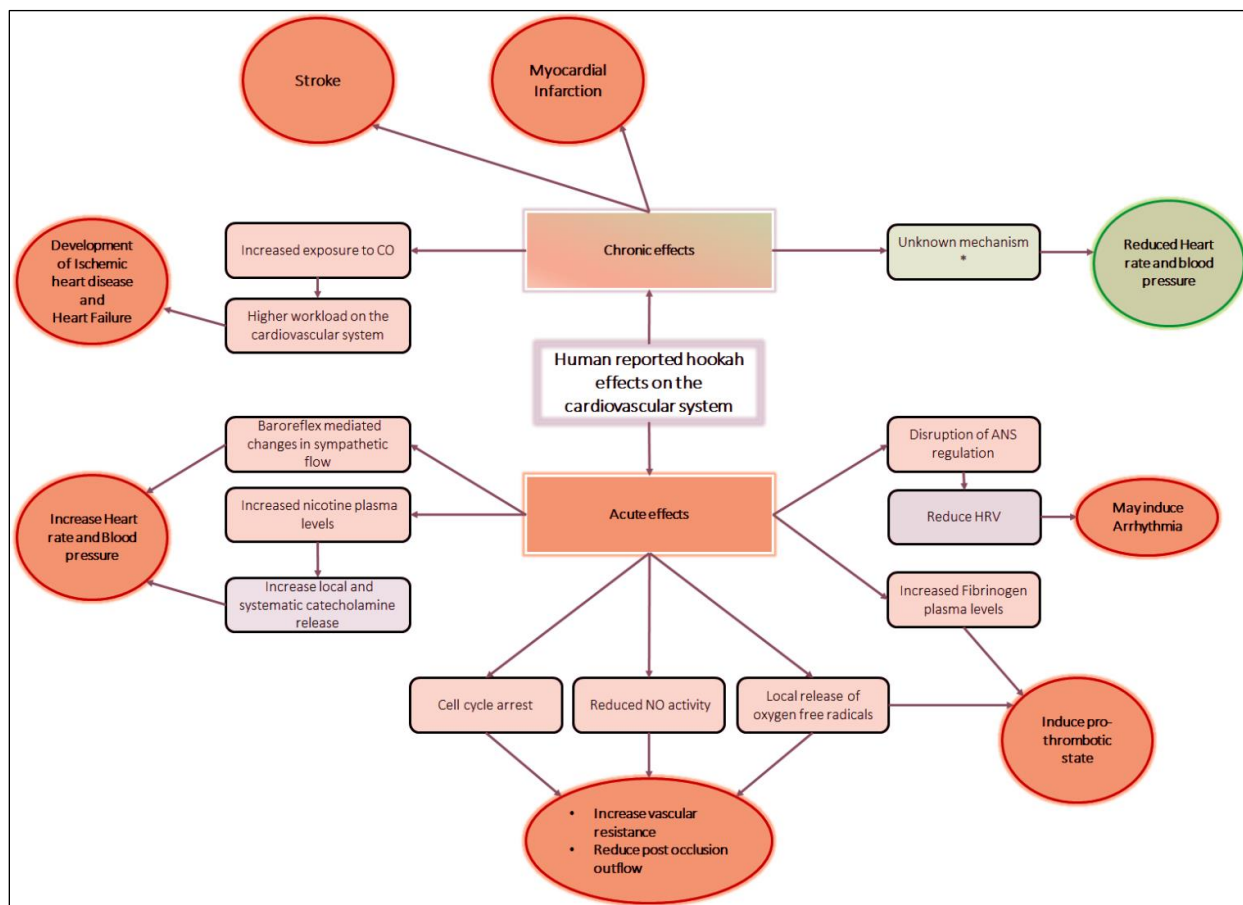 Stroke
Myocardial
Infarction
Development
of Ischemic
heart disease
and
Heart Failure
Increased exposure to CO
Higher workload on the
cardiovascular system
Chronic effects
Unknown mechanism
*
Reduced Heart
rate and blood
pressure
Human reported hookah
effects on the
cardiovascular system
Baroreflex mediated
changes in sympathetic
flow
Increased nicotine plasma
levels
Increase local and
systematic catecholamine
release
Increase Heart
rate and Blood
pressure
Acute effects
Disruption of ANS
regulation
Reduce HRV
May induce
Arrhythmia
Increased Fibrinogen
plasma levels
Cell cycle arrest
Reduced NO activity
Local release of
oxygen free radicals
Induce pro-
thrombotic
state
• Increase vascular
resistance
• Reduce post occlusion
outflow